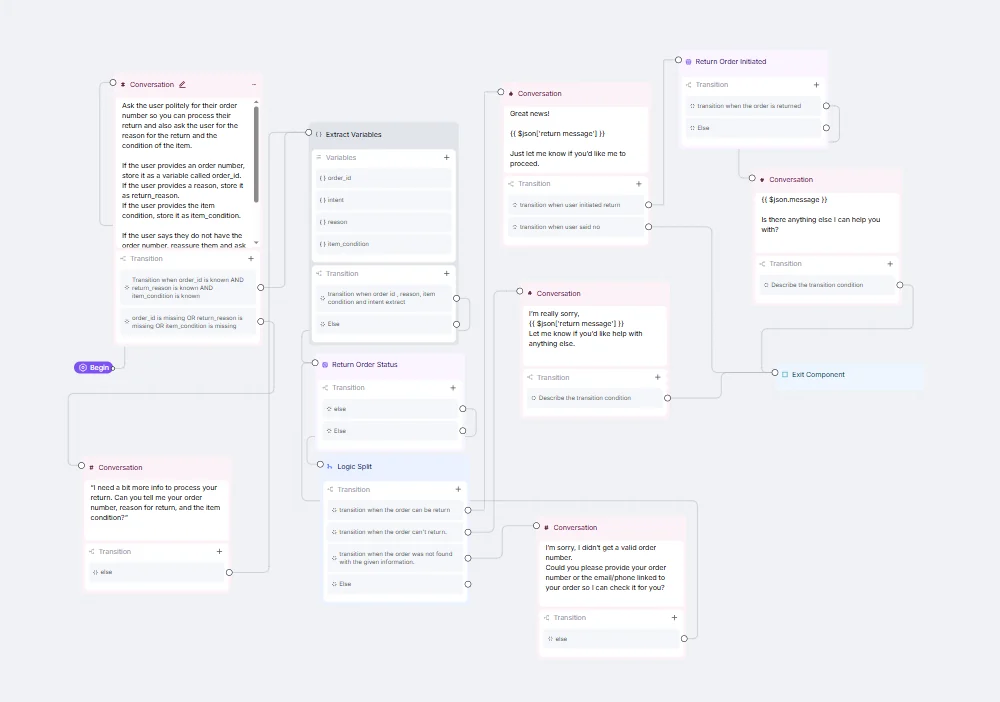 Conversation
Ask the user politely for their order
number so you can process their
return and also ask the user for the
reason for the return and the
condition of the item.
If the user provides an order number,
store it as a variable called order_id.
If the user provides a reason, store it
as return_reason.
If the user provides the item
condition, store it as item_condition.
If the user says they do not have the
order number, reassure them and ask
Transition
Transition when order_id is known AND
return_reason is known AND
item_condition is known
order_id is missing OR return_reason is
missing OR item_condition is missing
Begin
Conversation
"I need a bit more info to process your
return. Can you tell me your order
number, reason for return, and the item
condition?"
Transition
else
Extract Variables
Variables
order_id
intent
reason
item_condition
Transition
transition when order id , reason, item
condition and intent extract
Else
Return Order Status
Transition
else
Else
Logic Split
Transition
transition when the order can be return
transition when the order can't return.
transition when the order was not found
with the given information.
Else
Conversation
Great news!
{{ $json['return message'] }}
Just let me know if you'd like me to
proceed.
Transition
transition when user initiated return
transition when user said no
Conversation
I'm really sorry,
{{ $json['return message'] }}
Let me know if you'd like help with
anything else.
Transition
Describe the transition condition
Conversation
I'm sorry, I didn't get a valid order
number.
Could you please provide your order
number or the email/phone linked to
your order so I can check it for you?
Transition
else
Return Order Initiated
Transition
transition when the order is returned
Else
Conversation
{{ $json.message }}
Is there anything else I can help you
with?
Transition
Describe the transition condition
Exit Component